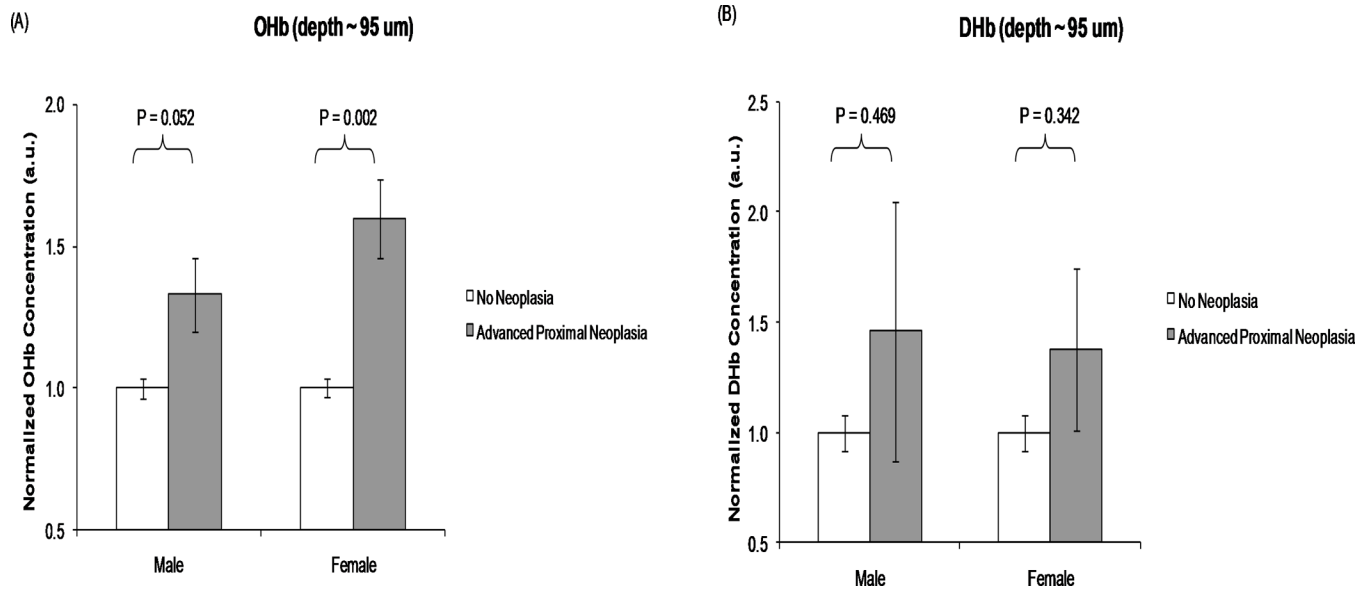 (A)
OHb (depth ~ 95 um)
Normalized OHb Concentration (a.u.)
2.0
1.5
1.0
0.5
P = 0.052
P = 0.002
Male
Female
No Neoplasia
Advanced Proximal Neoplasia
(B)
DHb (depth ~ 95 um)
Normalized DHb Concentration (a.u.)
2.5
2.0
1.5
1.0
0.5
P = 0.469
P = 0.342
Male
Female
No Neoplasia
Advanced Proximal Neoplasia